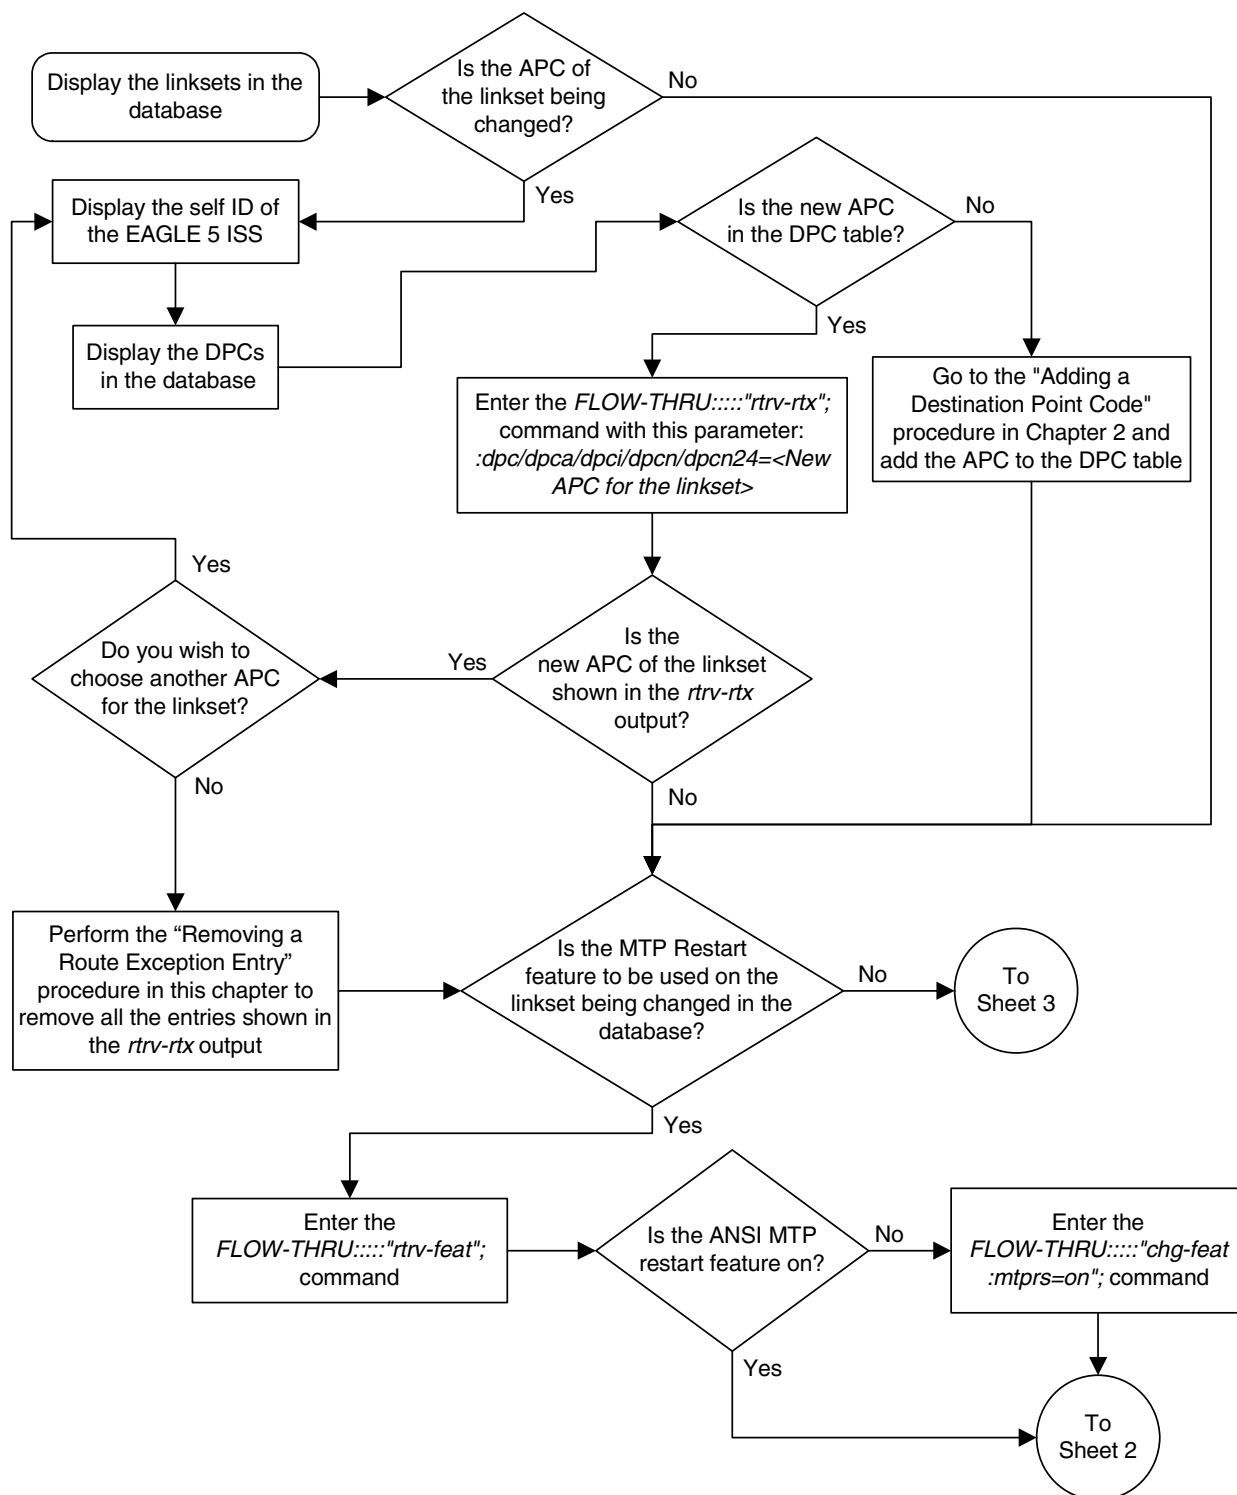 Display the linksets in the
database
Is the APC of
the linkset being
changed?
No
Yes
Display the self ID of
the EAGLE 5 ISS
Is the new APC
in the DPC table?
No
Yes
Display the DPCs
in the database
Enter the FLOW-THRU:::::"rtrv-rtx";
command with this parameter:
:dpc/dpca/dpci/dpcn/dpcn24=<New
APC for the linkset>
Go to the "Adding a
Destination Point Code"
procedure in Chapter 2 and
add the APC to the DPC table
Yes
Do you wish to
choose another APC
for the linkset?
Yes
Is the
new APC of the linkset
shown in the rtrv-rtx
output?
No
No
Perform the “Removing a
Route Exception Entry”
procedure in this chapter to
remove all the entries shown in
the rtrv-rtx output
Is the MTP Restart
feature to be used on the
linkset being changed in the
database?
No
To
Sheet 3
Yes
Enter the
FLOW-THRU:::::"rtrv-feat";
command
Is the ANSI MTP
restart feature on?
No
Enter the
FLOW-THRU:::::"chg-feat
:mtprs=on"; command
Yes
To
Sheet 2